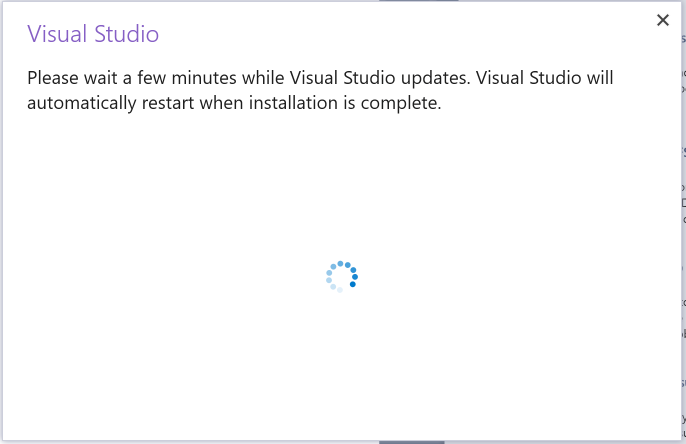 Visual Studio
Please wait a few minutes while Visual Studio updates. Visual Studio will
automatically restart when installation is complete.